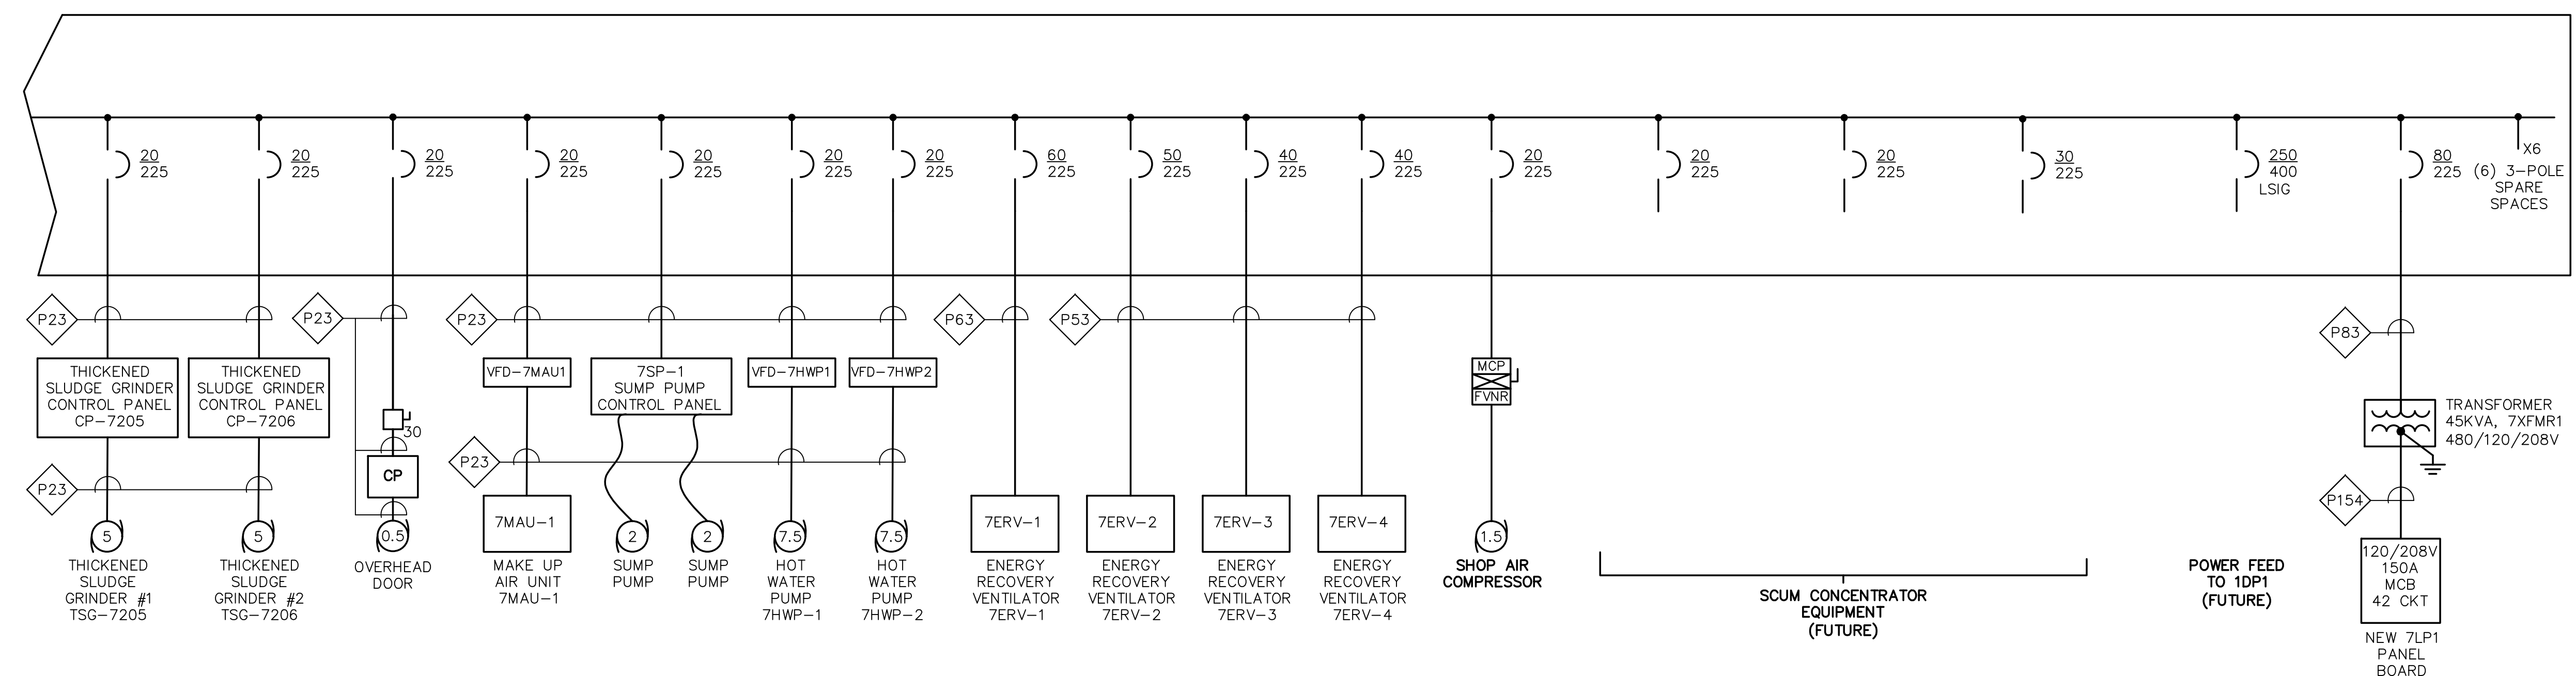 20
225
20
225
20
225
20
225
20
225
20
225
20
225
60
225
50
225
40
225
40
225
20
225
20
225
20
225
30
225
250
400
LSIG
80
225
X6
(6) 3-POLE
SPARE
SPACES
P23
P23
P23
P63
P53
P83
THICKENED
SLUDGE GRINDER
CONTROL PANEL
CP-7205
THICKENED
SLUDGE GRINDER
CONTROL PANEL
CP-7206
30
CP
VFD-7MAU1
7SP-1
SUMP PUMP
CONTROL PANEL
VFD-7HWP1
VFD-7HWP2
MCP
FVNR
TRANSFORMER
45KVA, 7XFMR1
480/120/208V
P23
P23
P154
5
THICKENED
SLUDGE
GRINDER #1
TSG-7205
5
THICKENED
SLUDGE
GRINDER #2
TSG-7206
0.5
OVERHEAD
DOOR
7MAU-1
MAKE UP
AIR UNIT
7MAU-1
2
SUMP
PUMP
2
SUMP
PUMP
7.5
HOT
WATER
PUMP
7HWP-1
7.5
HOT
WATER
PUMP
7HWP-2
7ERV-1
ENERGY
RECOVERY
VENTILATOR
7ERV-1
7ERV-2
ENERGY
RECOVERY
VENTILATOR
7ERV-2
7ERV-3
ENERGY
RECOVERY
VENTILATOR
7ERV-3
7ERV-4
ENERGY
RECOVERY
VENTILATOR
7ERV-4
1.5
SHOP AIR
COMPRESSOR
SCUM CONCENTRATOR
EQUIPMENT
(FUTURE)
POWER FEED
TO 1DP1
(FUTURE)
120/208V
150A
MCB
42 CKT
NEW 7LP1
PANEL
BOARD